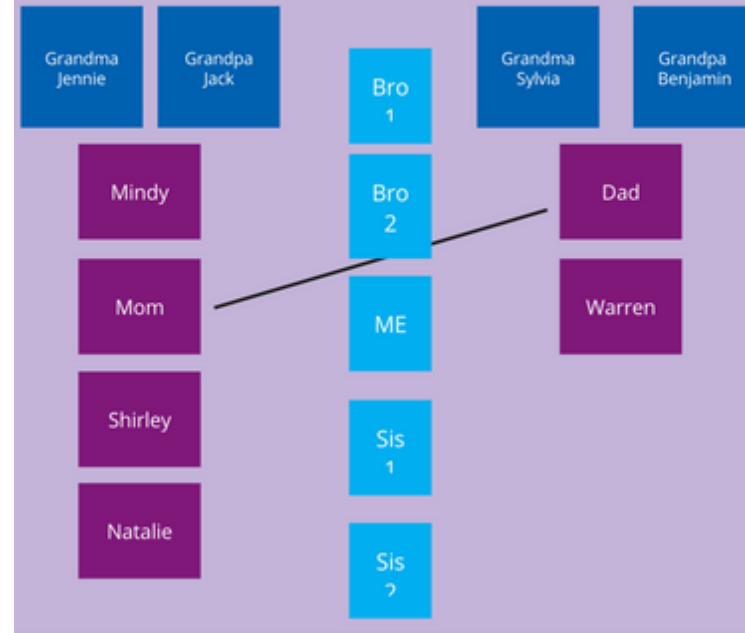 Grandma
Jennie
Grandpa
Jack
Bro
1
Grandma
Sylvia
Grandpa
Benjamin
Mindy
Bro
2
Dad
Mom
ME
Warren
Shirley
Sis
1
Natalie
Sis
2